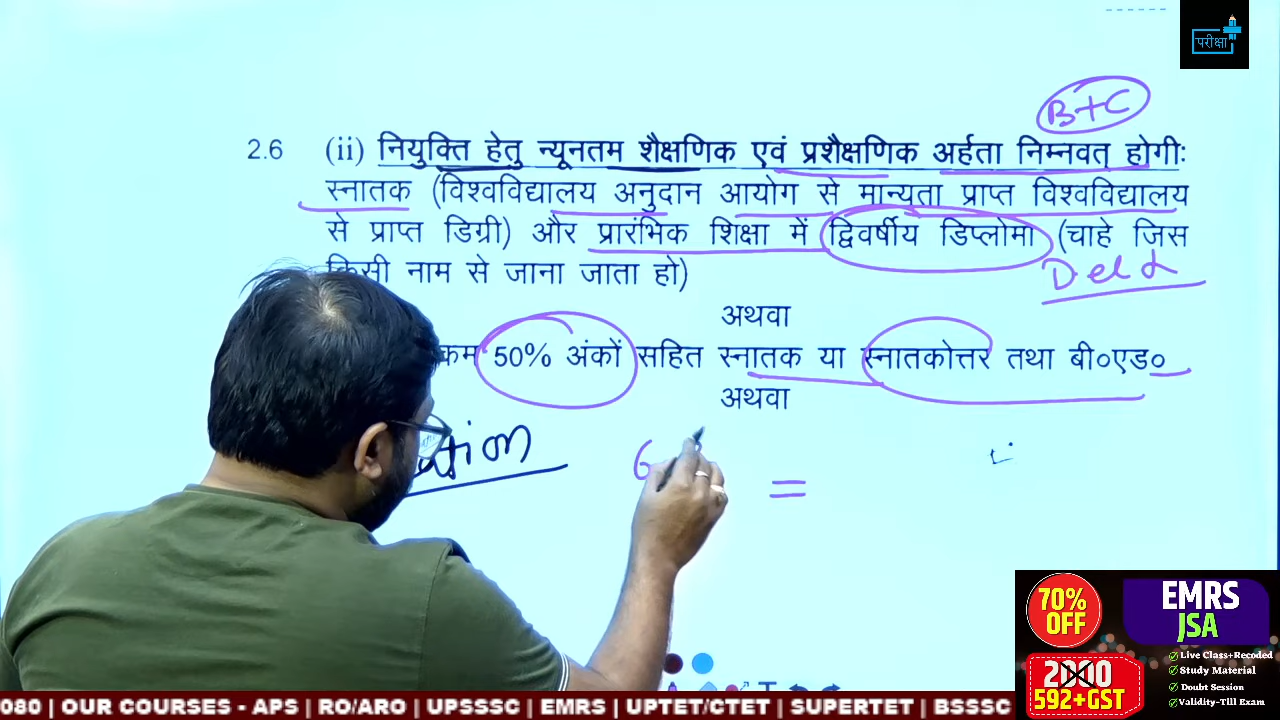 परीक्षा
B+C
2.6 (ii) नियुक्ति हेतु न्यूनतम शैक्षणिक एवं प्रशैक्षणिक अर्हता निम्नवत् होगीः
स्नातक (विश्वविद्यालय अनुदान आयोग से मान्यता प्राप्त विश्वविद्यालय
से प्राप्त डिग्री) और प्रारंभिक शिक्षा में द्विवर्षीय डिप्लोमा (चाहे जिस
किसी नाम से जाना जाता हो)
अथवा
कम 50% अंकों सहित स्नातक या स्नातकोत्तर तथा बी०एड०
अथवा
=
70% OFF
EMRS
JSA
2000
592+GST
Live Class+Recoded
Study Material
Doubt Session
Validity-Till Exam
080 | OUR COURSES - APS | RO/ARO | UPSSSC | EMRS | UPTET/CTET | SUPERTET | BSSSC